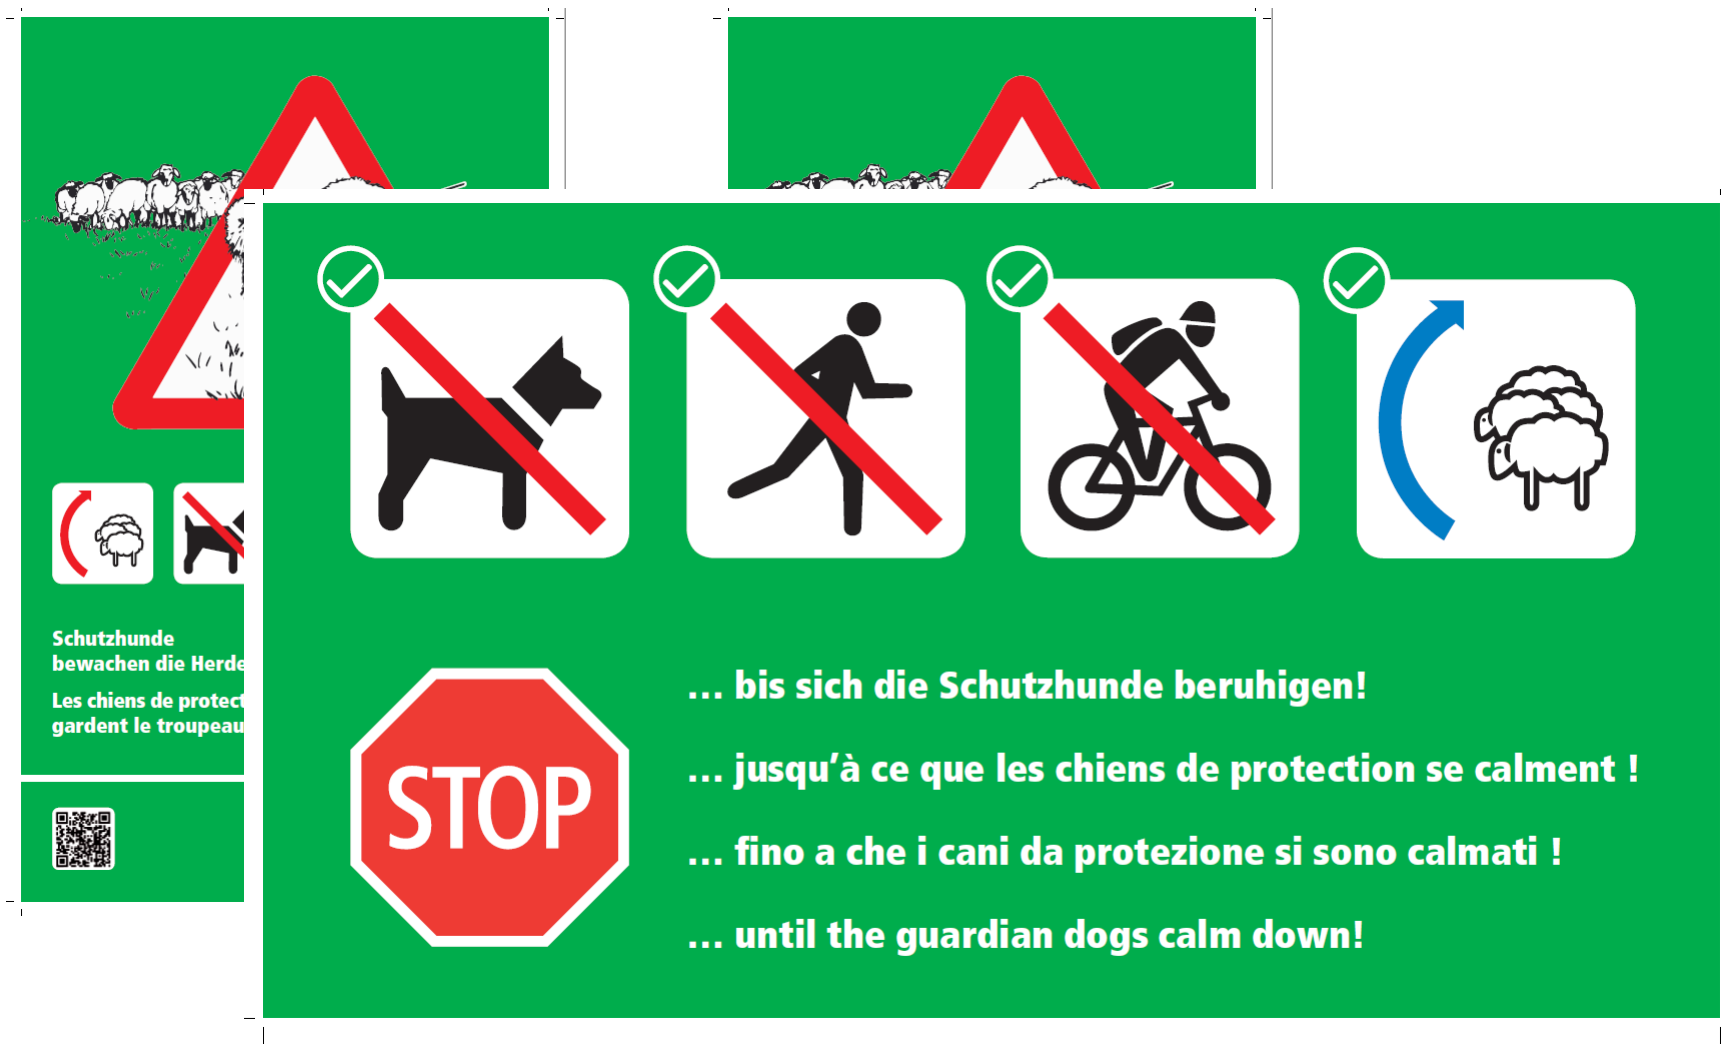 Schutzhunde
bewachen die Herde
Les chiens de protect
gardent le troupeau
STOP
... bis sich die Schutzhunde beruhigen!
... jusqu’à ce que les chiens de protection se calment !
... fino a che i cani da protezione si sono calmati !
... until the guardian dogs calm down!